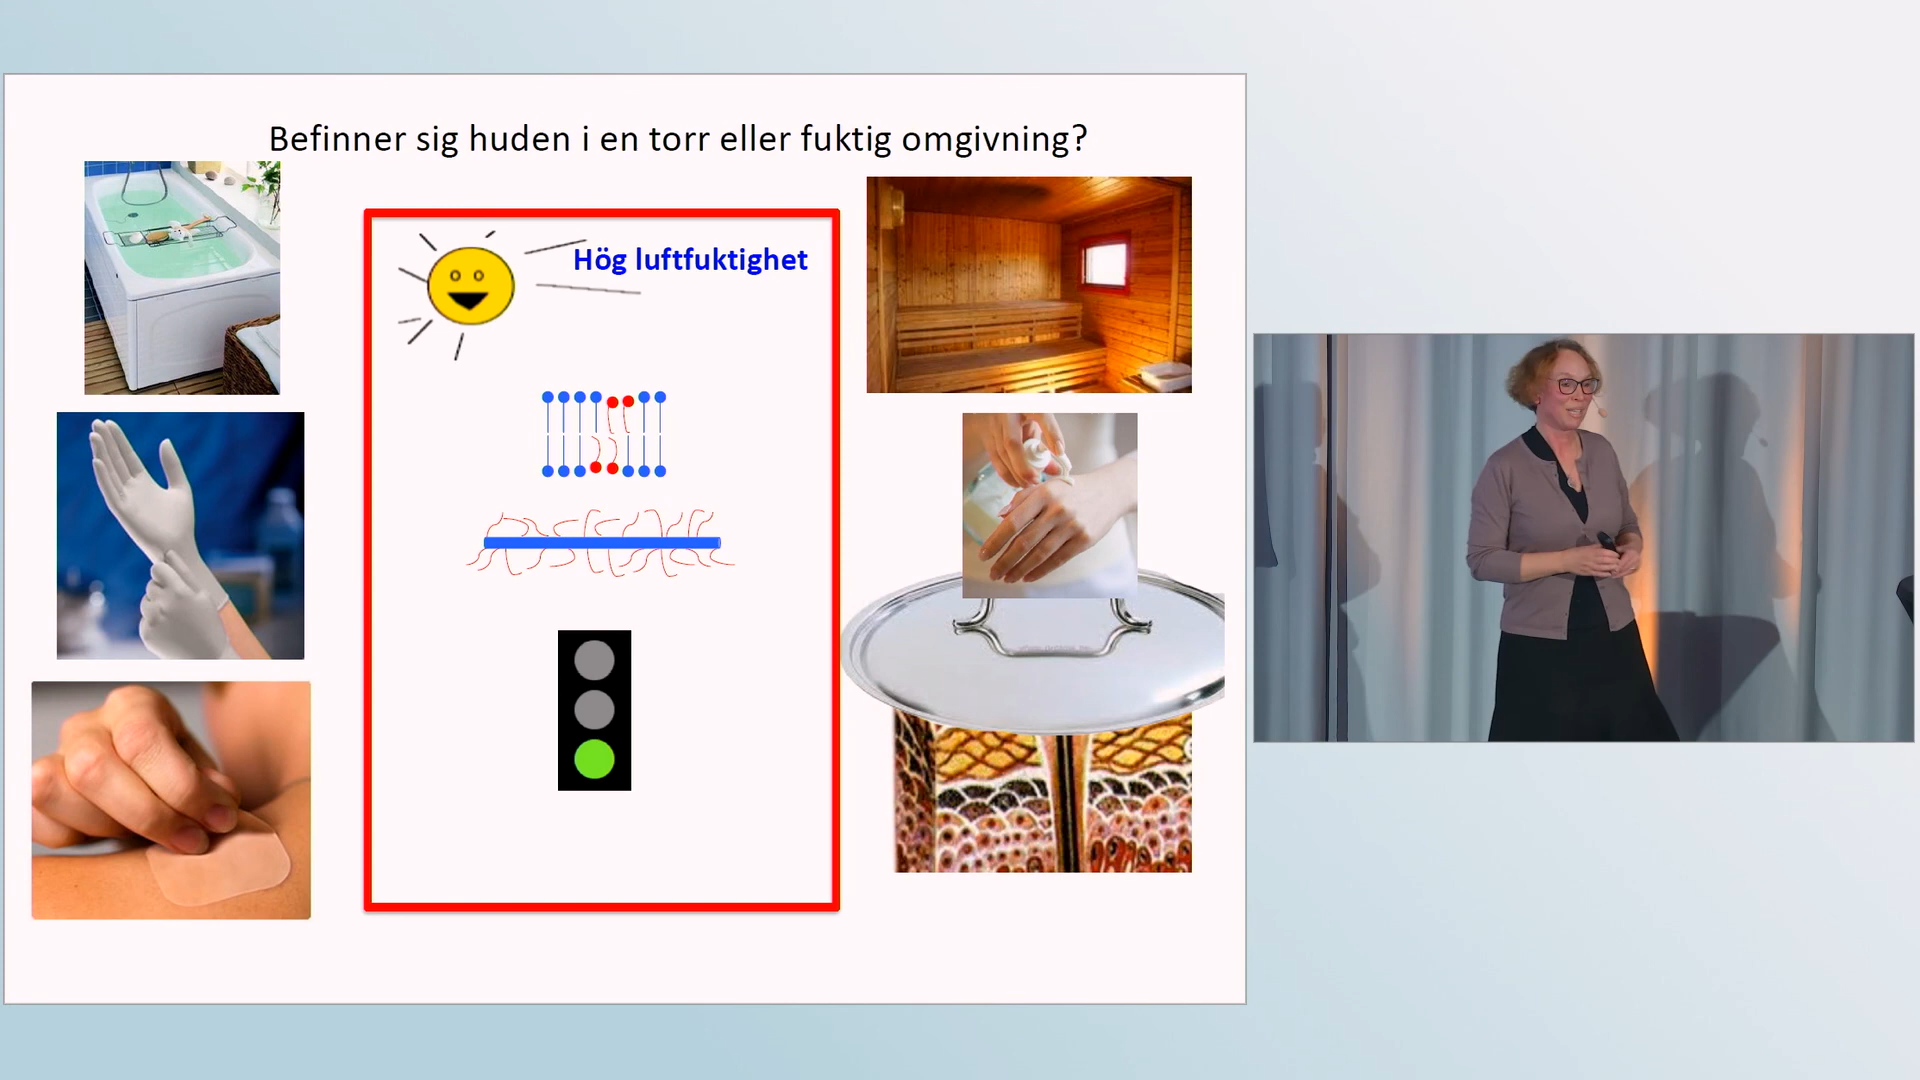 Befinner sig huden i en torr eller fuktig omgivning?
Hög luftfuktighet